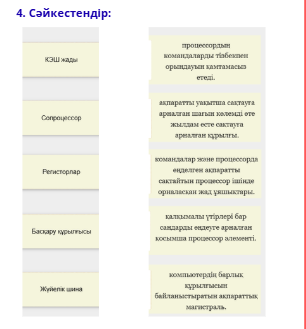 4. Сәйкестендір:
КЭШ жады
процессордың
командаларды тізбекпен
орындауын қамтамасыз
етеді.
Сопроцессор
ақпаратты уақытша сақтауға
арналған шағын көлемді өте
жылдам есте сақтауға
арналған құрылғы.
Регисторлар
командалар және процессорда
өңделген ақпаратты
сақтайтын процессор ішінде
орналасқан жад ұяшықтары.
Басқару құрылғысы
қалқымалы үтірлері бар
сандарды өңдеуге арналған
қосымша процессор элементі.
Жүйелік шина
компьютердің барлық
құрылғысын
байланыстыратын ақпараттық
магистраль.